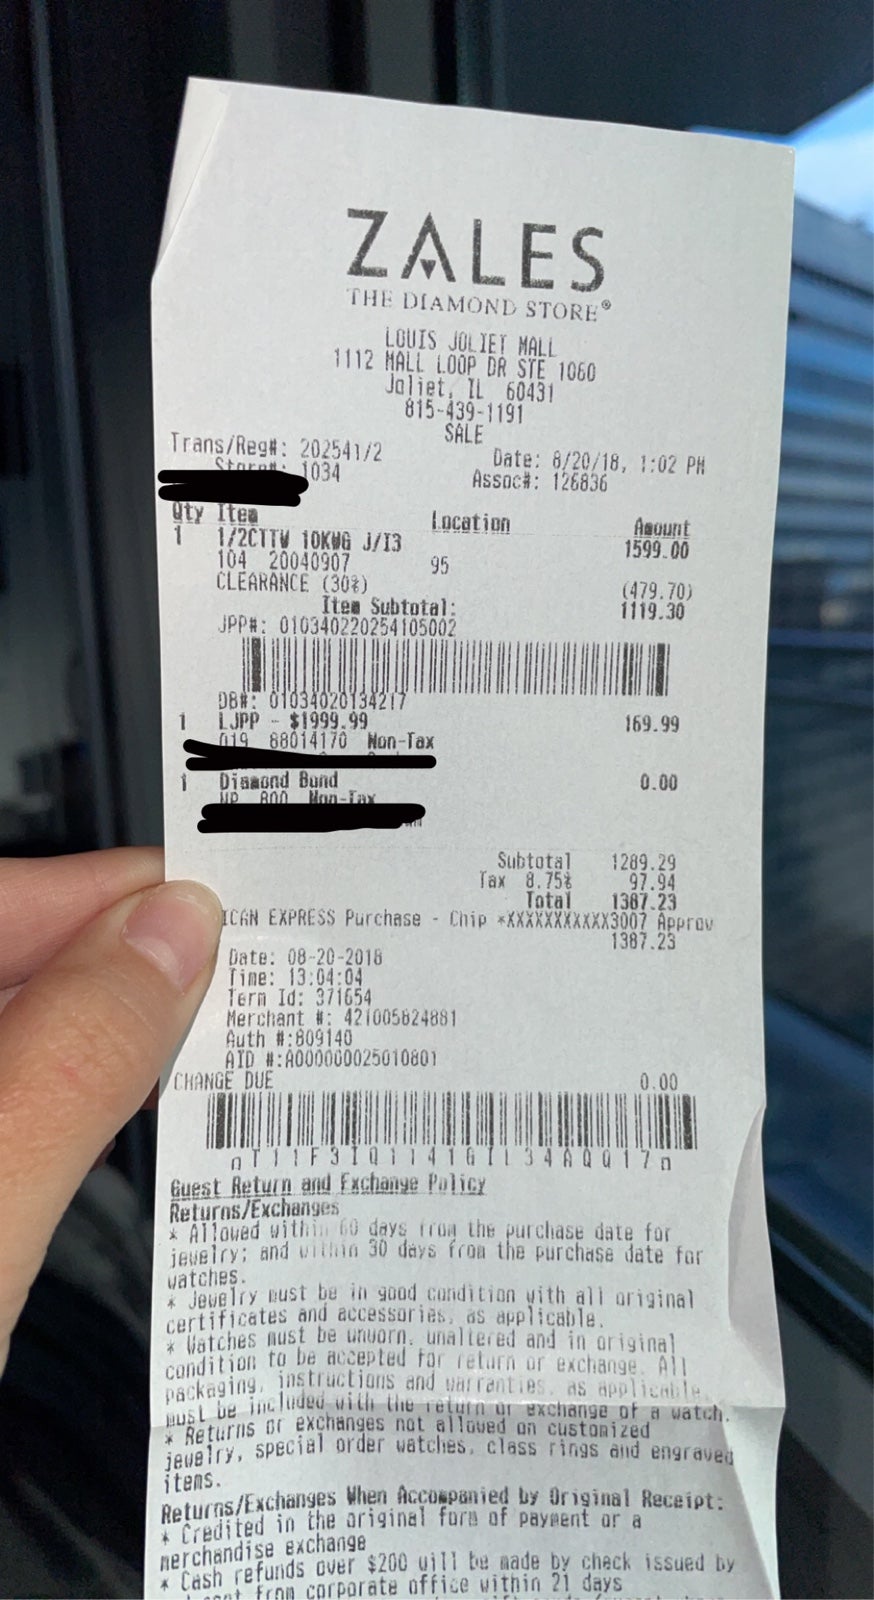 ZALES
THE DIAMOND STORE®
LOUIS JOLIET MALL
1112 MALL LOOP DR STE 1060
Joliet, IL 60431
815-439-1191
SALE
Trans/Reg#: 202541/2
Date: 8/20/18, 1:02 PM
Store#: 1034
Assoc#: 126836
Qty Item Location Amount
1 1/2CTTW 10KWG J/I3 1599.00
104 20040907 95
CLEARANCE (30%) (479.70)
Item Subtotal: 1119.30
JPP#: 010340220254105002
DB#: 01034020134217
1 LJPP - $1999.99 169.99
019 88014170 Non-Tax
1 Diamond Bond 0.00
800 Non-Tax
Subtotal 1289.29
Tax 8.75% 97.94
Total 1387.23
ICAN EXPRESS Purchase - Chip *XXXXXXXXXXX3007 Approv
1387.23
Date: 08-20-2018
Time: 13:04:04
Term Id: 371654
Merchant #: 421005824881
Auth #:809140
AID #:A000000025010801
CHANGE DUE 0.00
Guest Return and Exchange Policy
Returns/Exchanges
* Allowed within 60 days from the purchase date for
jewelry; and within 30 days from the purchase date for
watches.
* Jewelry must be in good condition with all original
certificates and accessories, as applicable.
* Watches must be unworn, unaltered and in original
condition to be accepted for return or exchange. All
packaging, instructions and warranties, as applicable,
must be included with the return or exchange of a watch.
* Returns or exchanges not allowed on customized
jewelry, special order watches, class rings and engraved
items.
Returns/Exchanges When Accompanied by Original Receipt:
* Credited in the original form of payment or a
merchandise exchange
* Cash refunds over $200 will be made by check issued by
from corporate office within 21 days